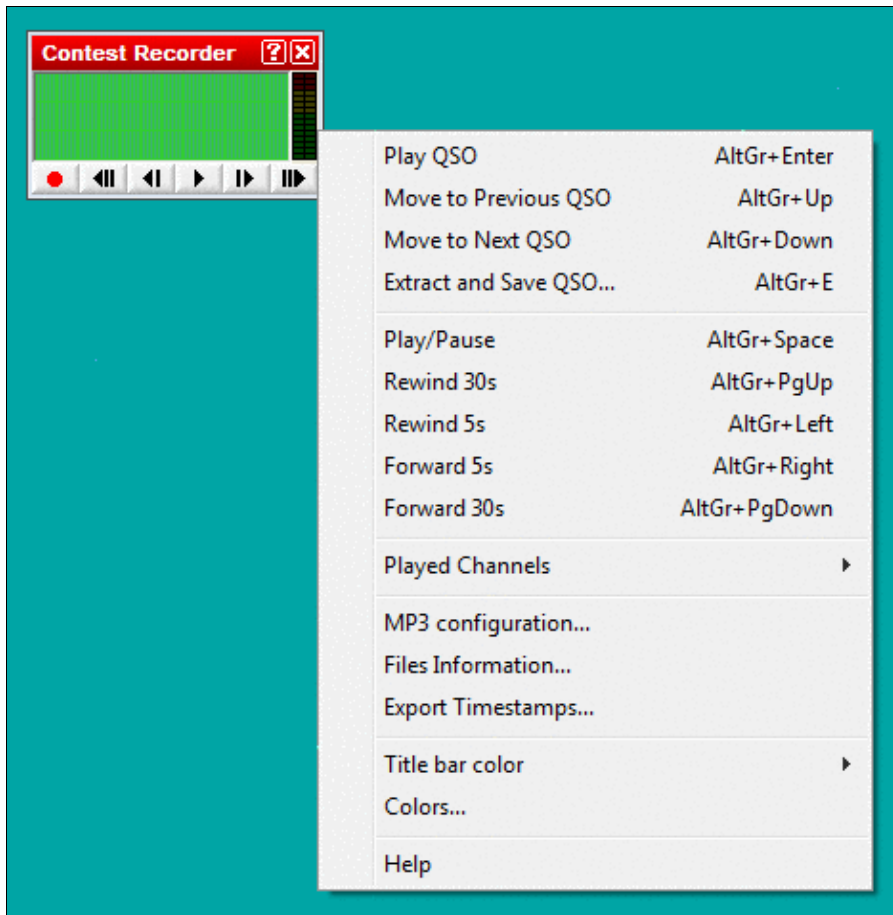 Contest Recorder
Play QSO AltGr+Enter
Move to Previous QSO AltGr+Up
Move to Next QSO AltGr+Down
Extract and Save QSO... AltGr+E
Play/Pause AltGr+Space
Rewind 30s AltGr+PgUp
Rewind 5s AltGr+Left
Forward 5s AltGr+Right
Forward 30s AltGr+PgDown
Played Channels
MP3 configuration...
Files Information...
Export Timestamps...
Title bar color
Colors...
Help